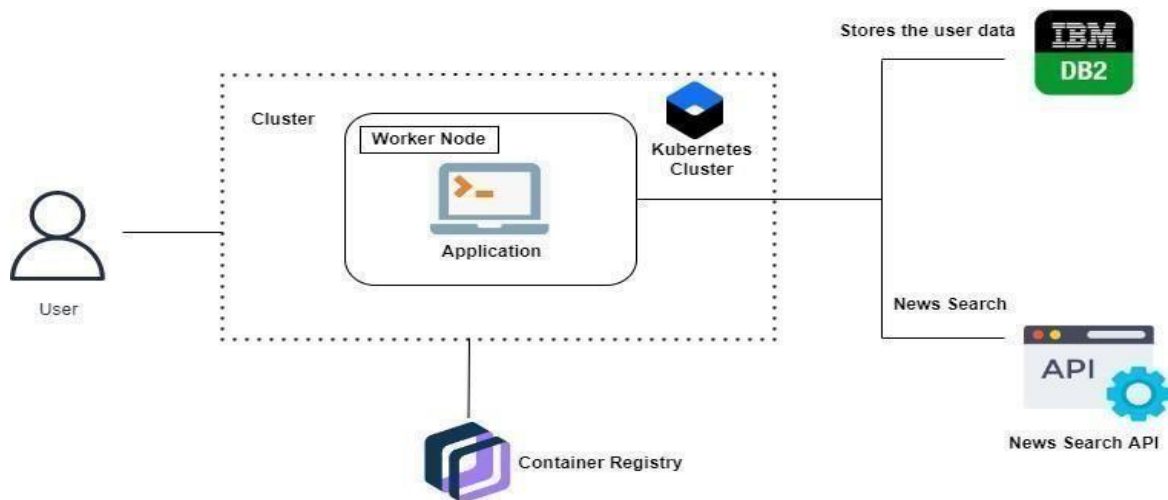 Stores the user data
IBM
DB2
Cluster
Worker Node
Kubernetes
Cluster
Application
User
News Search
API
News Search API
Container Registry